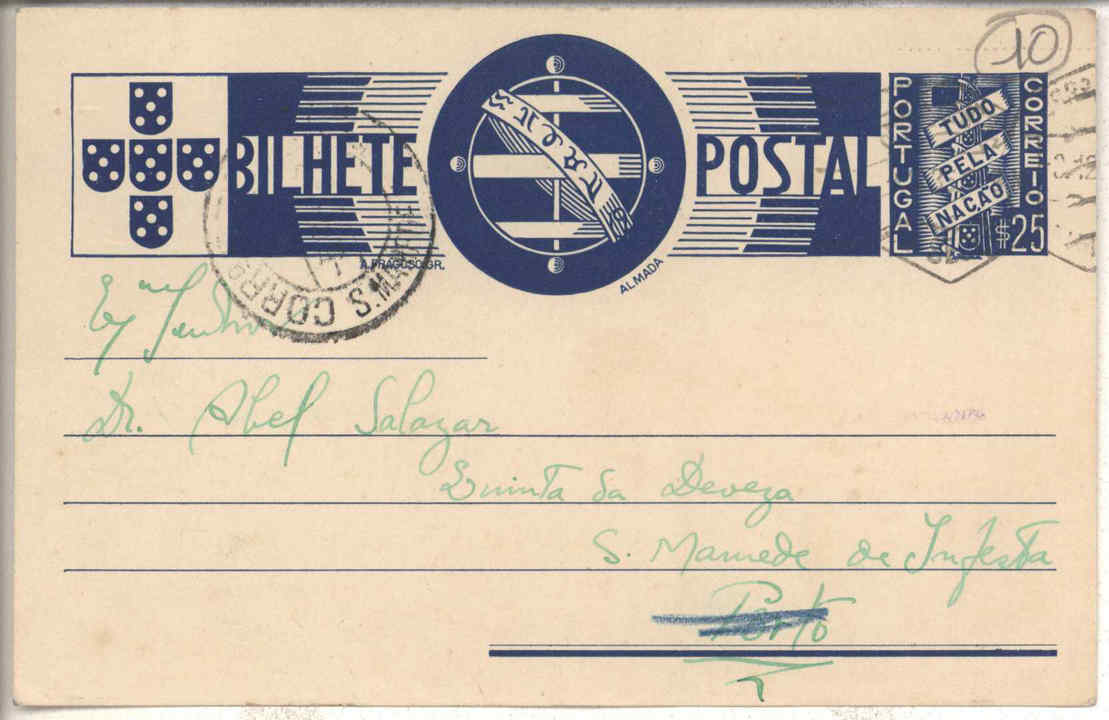 10
BILHETE POSTAL
PORTUGAL
CORREIO
TUDO
PELA
NAÇÃO
$25
A. FRAGOSO. GR.
ALMADA
S. MAMEDE
CORREIO
Ex.mo Senhor
Dr. Abel Salazar
Quinta da Deveza
S. Mamede de Infesta
Porto